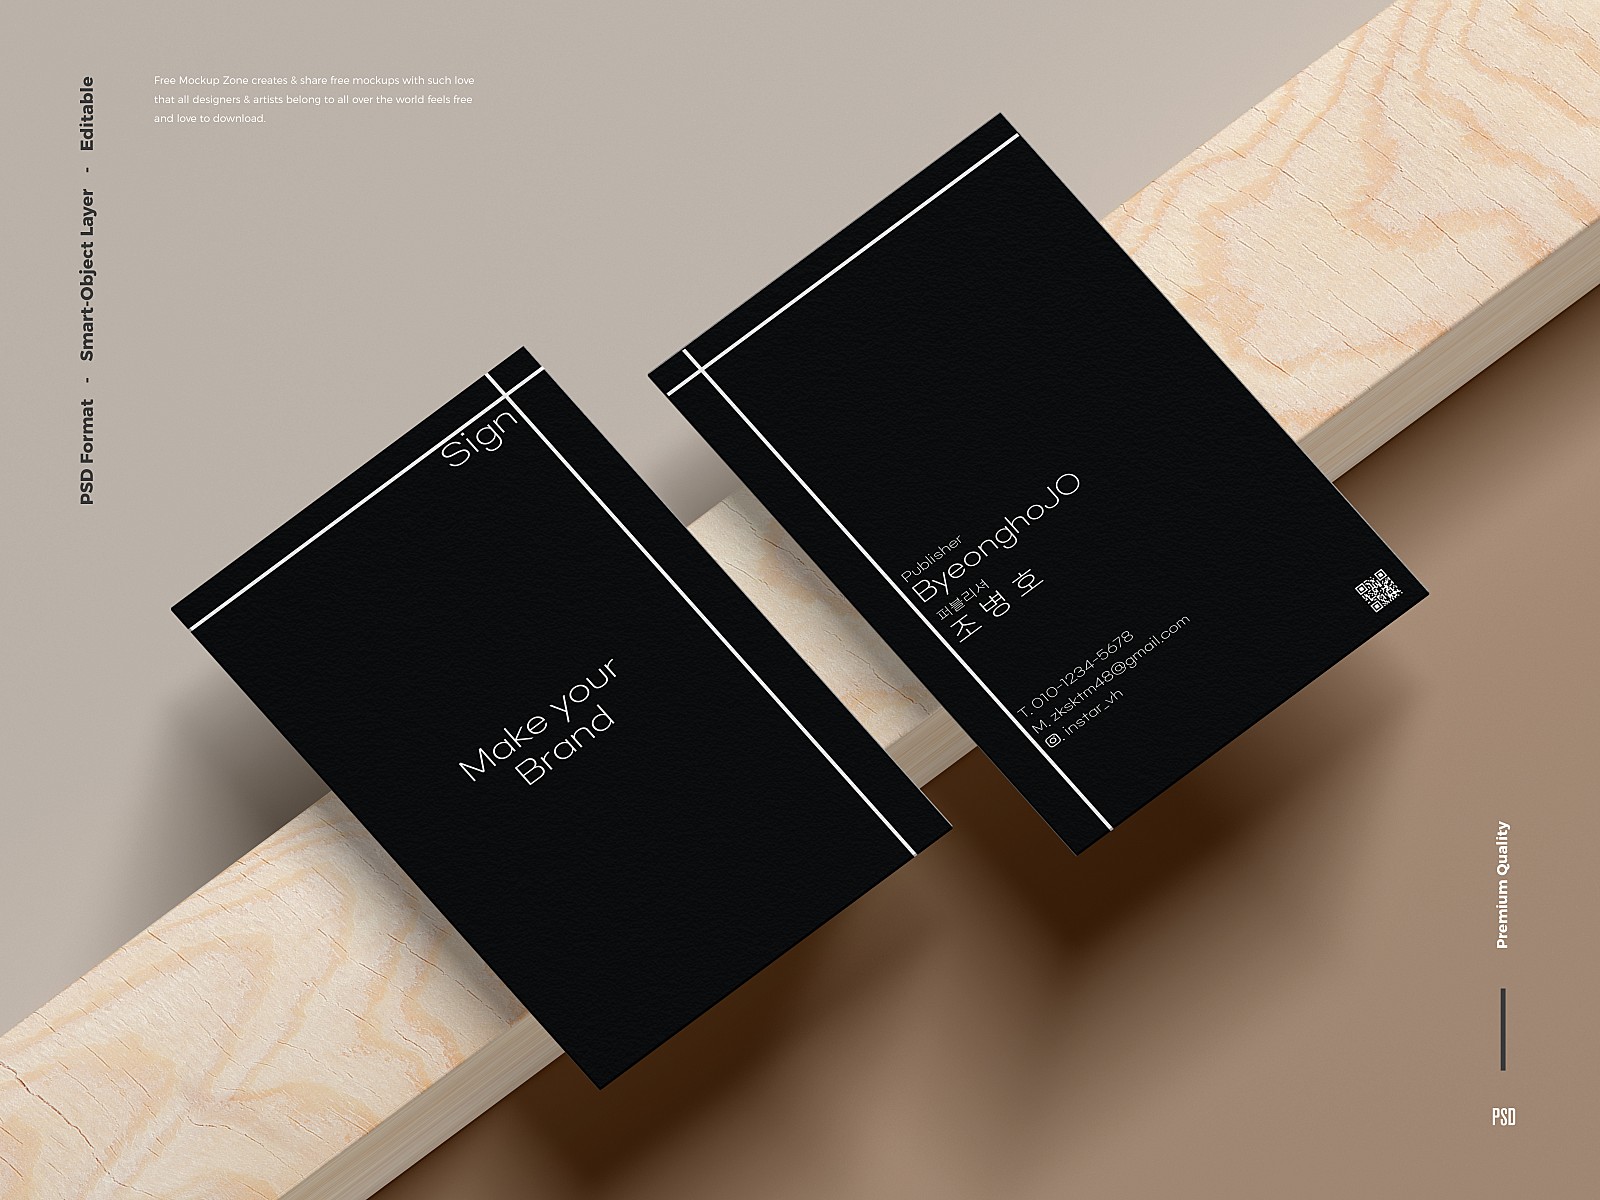 PSD Format - Smart-Object Layer - Editable
Free Mockup Zone creates & share free mockups with such love
that all designers & artists belong to all over the world feels free
and love to download.
Sign
Make your
Brand
Publisher
ByeonghoJO
퍼블리셔
조병호
T. 010-1234-5678
M. zksktm48@gmail.com
. instar_vh
Premium Quality
PSD